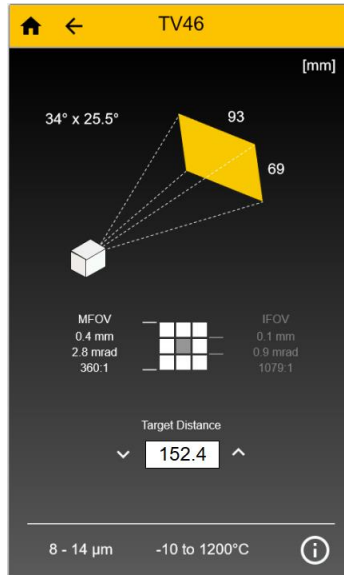 TV46
[mm]
34° x 25.5°
93
69
MFOV
0.4 mm
2.8 mrad
360:1
IFOV
0.1 mm
0.9 mrad
1079:1
Target Distance
152.4
8 - 14 µm
-10 to 1200°C